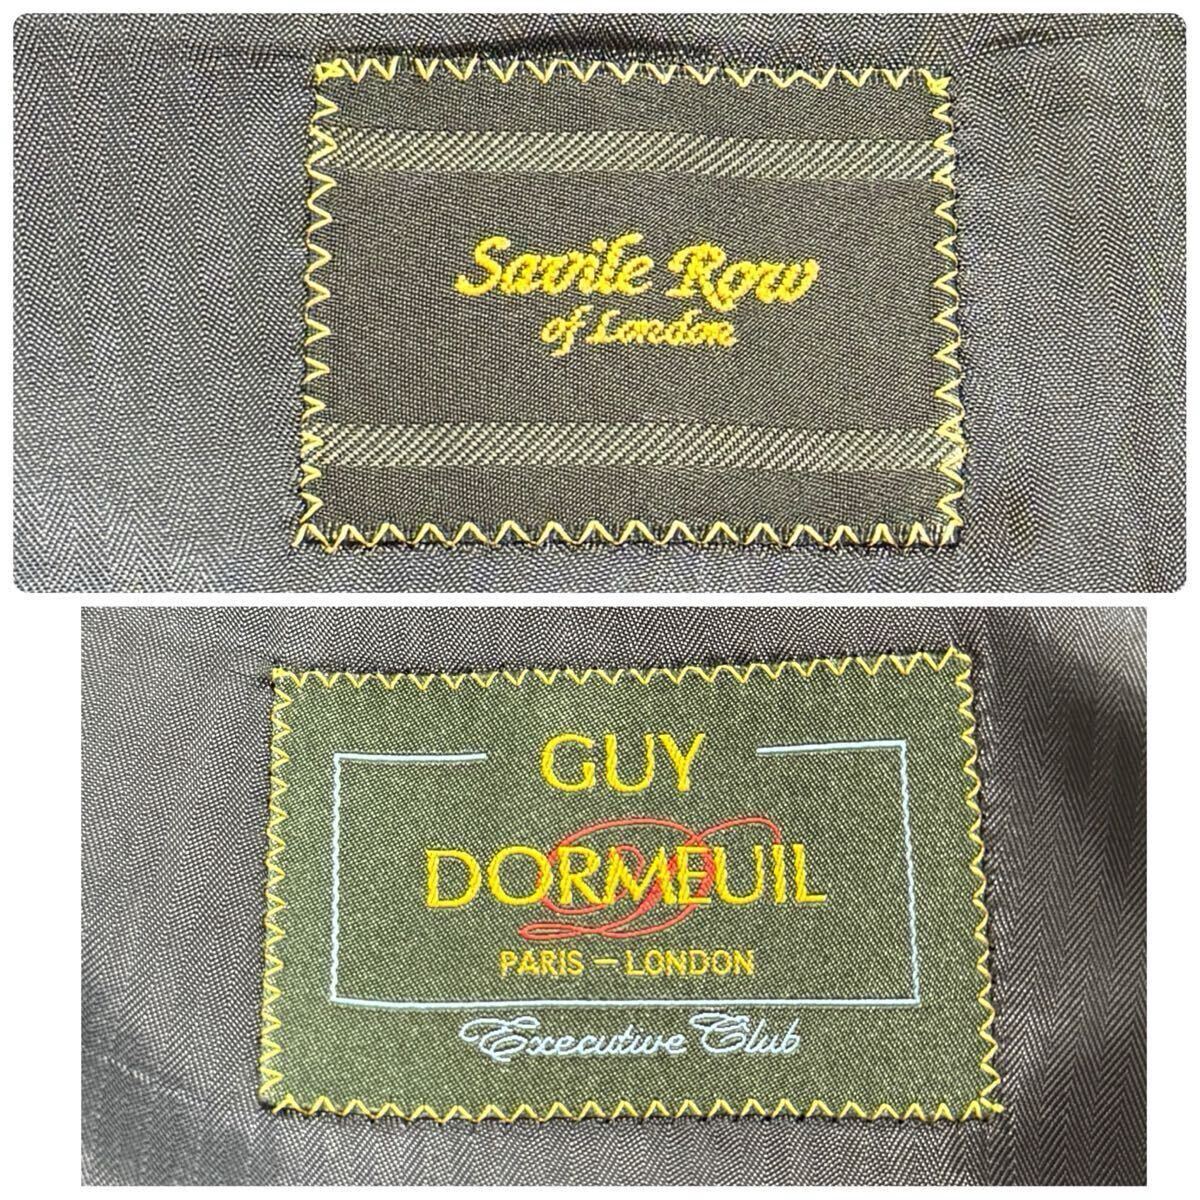 Savile Row
of London
GUY
DORMEUIL
PARIS – LONDON
Executive Club